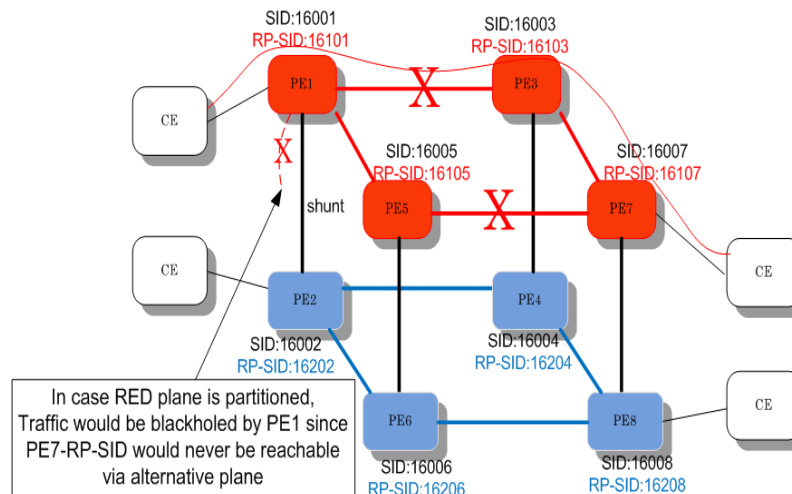 SID:16001
RP-SID:16101
SID:16003
RP-SID:16103
PE1
X
PE3
CE
X
SID:16005
RP-SID:16105
SID:16007
RP-SID:16107
shunt
PE5
X
PE7
CE
PE2
PE4
CE
SID:16002
RP-SID:16202
SID:16004
RP-SID:16204
In case RED plane is partitioned,
Traffic would be blackholed by PE1 since
PE7-RP-SID would never be reachable
via alternative plane
PE6
PE8
CE
SID:16006
RP-SID:16206
SID:16008
RP-SID:16208